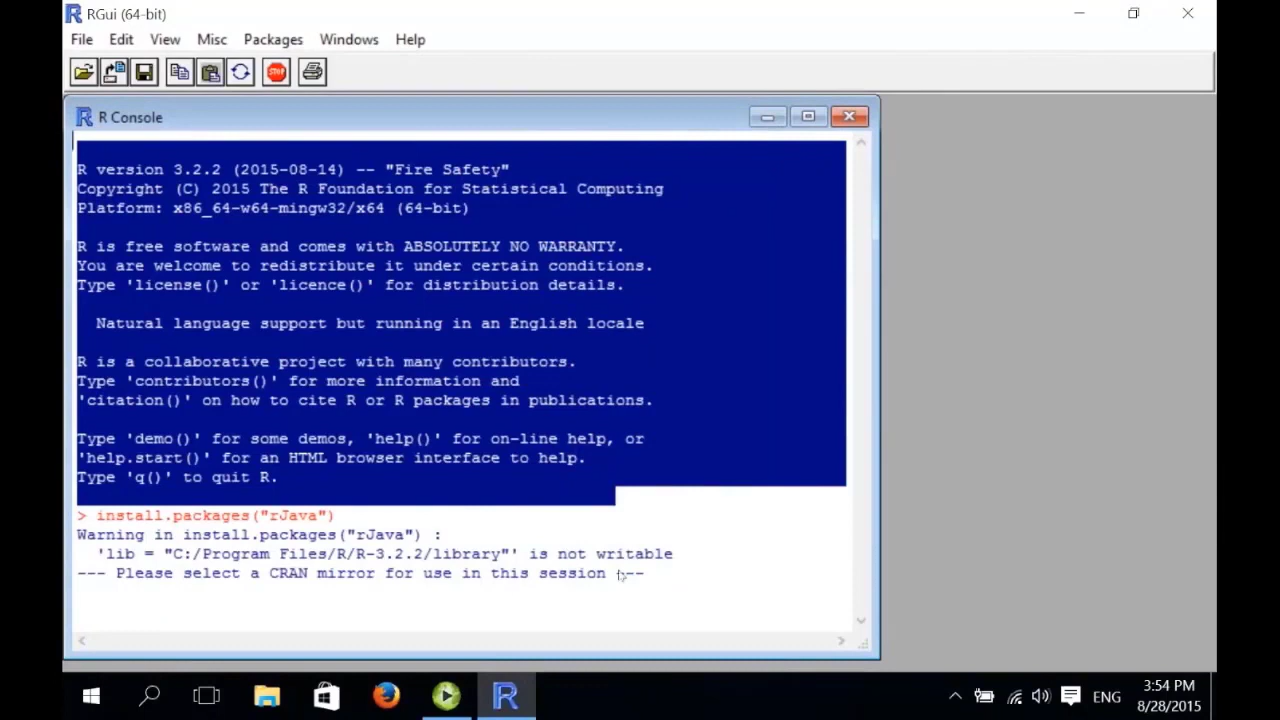 RGui (64-bit)
File Edit View Misc Packages Windows Help
STOP
R Console
R version 3.2.2 (2015-08-14) -- "Fire Safety"
Copyright (C) 2015 The R Foundation for Statistical Computing
Platform: x86_64-w64-mingw32/x64 (64-bit)
R is free software and comes with ABSOLUTELY NO WARRANTY.
You are welcome to redistribute it under certain conditions.
Type 'license()' or 'licence()' for distribution details.
Natural language support but running in an English locale
R is a collaborative project with many contributors.
Type 'contributors()' for more information and
'citation()' on how to cite R or R packages in publications.
Type 'demo()' for some demos, 'help()' for on-line help, or
'help.start()' for an HTML browser interface to help.
Type 'q()' to quit R.
> install.packages("rJava")
Warning in install.packages("rJava") :
'lib = "C:/Program Files/R/R-3.2.2/library"' is not writable
--- Please select a CRAN mirror for use in this session ---
ENG
3:54 PM
8/28/2015